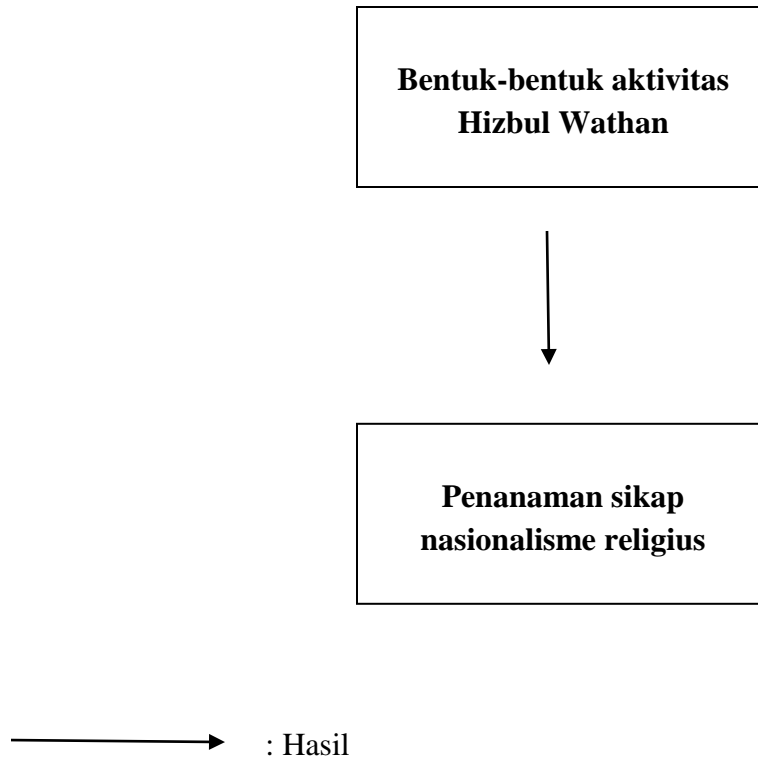 Bentuk-bentuk aktivitas
Hizbul Wathan
Penanaman sikap
nasionalisme religius
: Hasil